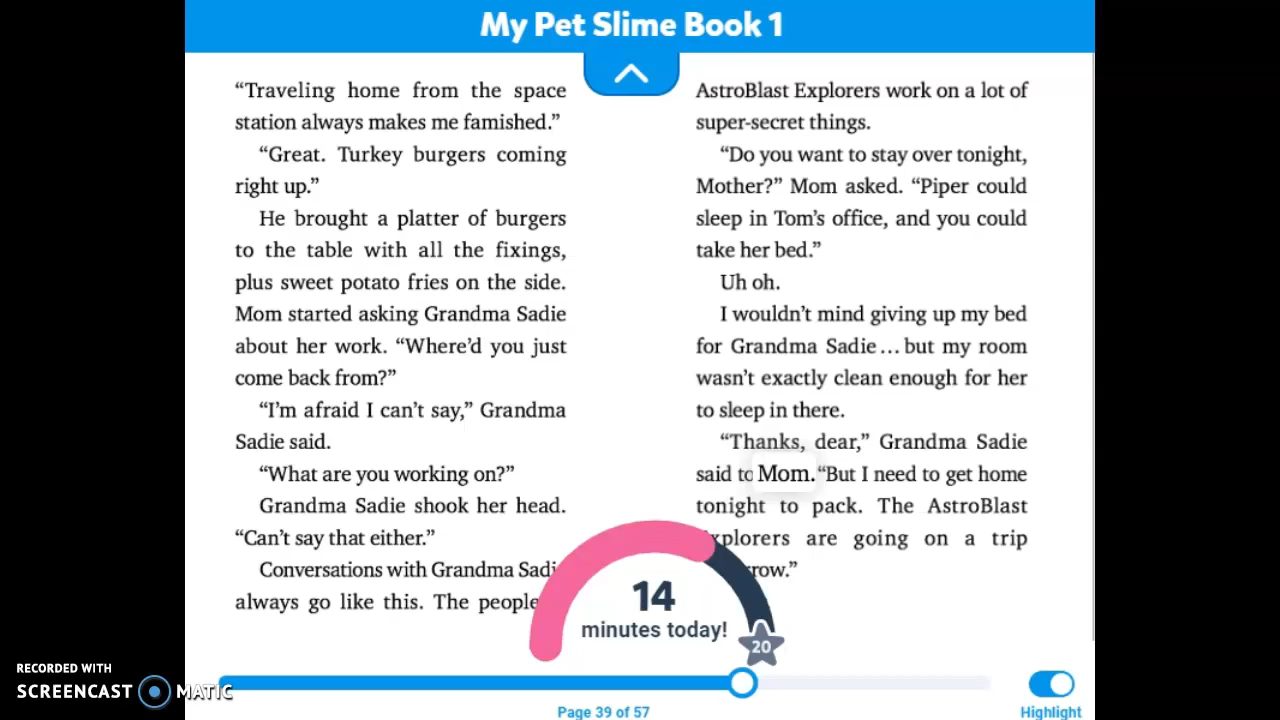 My Pet Slime Book 1
“Traveling home from the space
station always makes me famished.”
“Great. Turkey burgers coming
right up.”
He brought a platter of burgers
to the table with all the fixings,
plus sweet potato fries on the side.
Mom started asking Grandma Sadie
about her work. “Where’d you just
come back from?”
“I’m afraid I can’t say,” Grandma
Sadie said.
“What are you working on?”
Grandma Sadie shook her head.
“Can’t say that either.”
Conversations with Grandma
always go like this. The people
AstroBlast Explorers work on a lot of
super-secret things.
“Do you want to stay over tonight,
Mother?” Mom asked. “Piper could
sleep in Tom’s office, and you could
take her bed.”
Uh oh.
I wouldn’t mind giving up my bed
for Grandma Sadie... but my room
wasn’t exactly clean enough for her
to sleep in there.
“Thanks, dear,” Grandma Sadie
said to Mom. “But I need to get home
tonight to pack. The AstroBlast
Explorers are going on a trip
row.”
14
minutes today!
20
RECORDED WITH
SCREENCAST MATIC
Page 39 of 57
Highlight